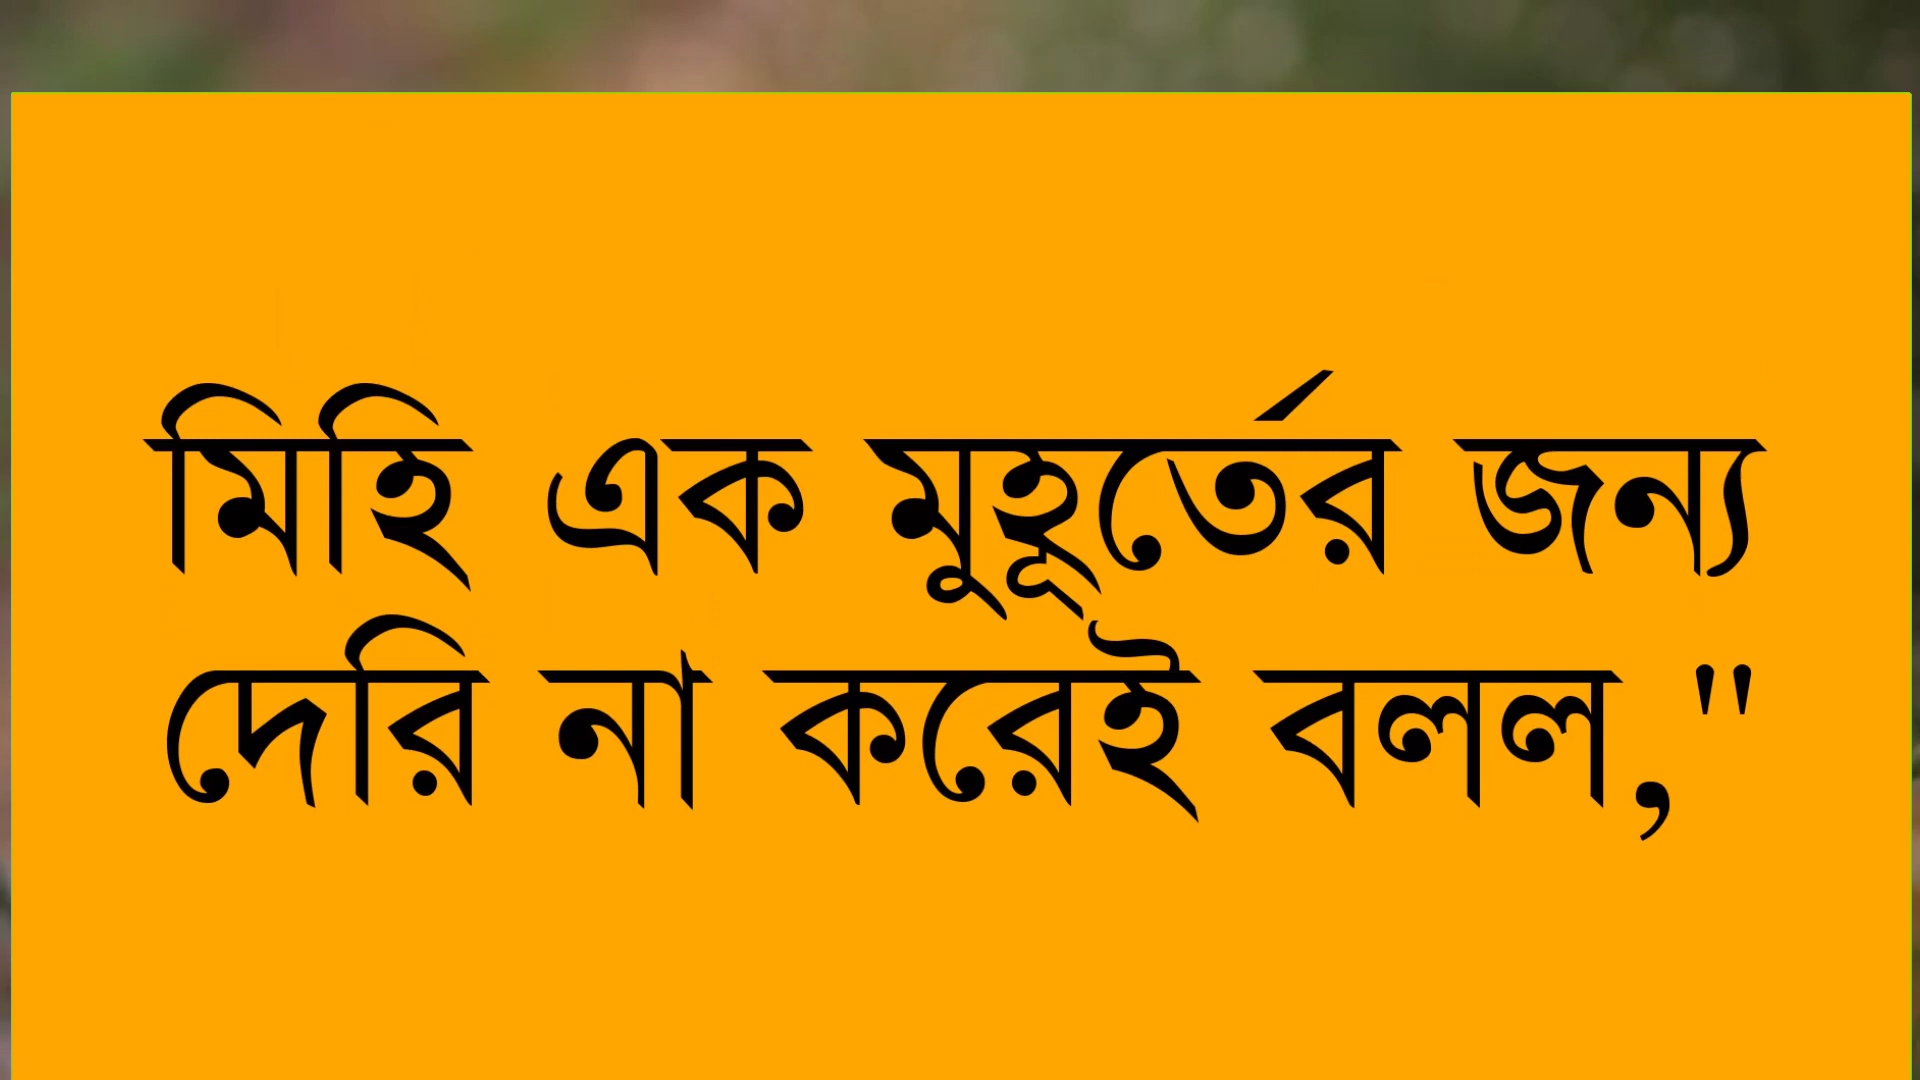 মিহি এক মুহূর্তের জন্য
দেরি না করেই বলল,"